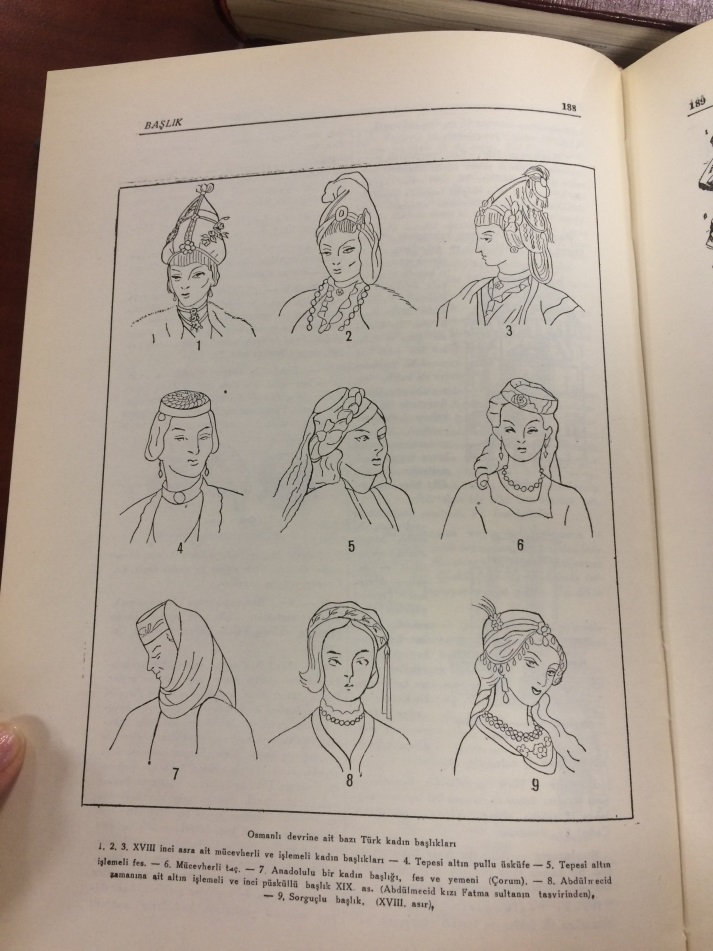 BAŞLIK
188
189
1
2
3
4
5
6
7
8
9
Osmanlı devrine ait bazı Türk kadın başlıkları
1, 2, 3. XVIII inci asra ait mücevherli ve işlemeli kadın başlıkları — 4. Tepesi altın pullu üsküfe — 5. Tepesi altın
işlemeli fes. — 6. Mücevherli taç. — 7 Anadolulu bir kadın başlığı, fes ve yemeni (Çorum). — 8. Abdülmecid
zamanına ait altın işlemeli ve inci püsküllü başlık XIX. as. (Abdülmecid kızı Fatma sultanın tasvirinden),
— 9. Sorguçlu başlık, (XVIII. asır),